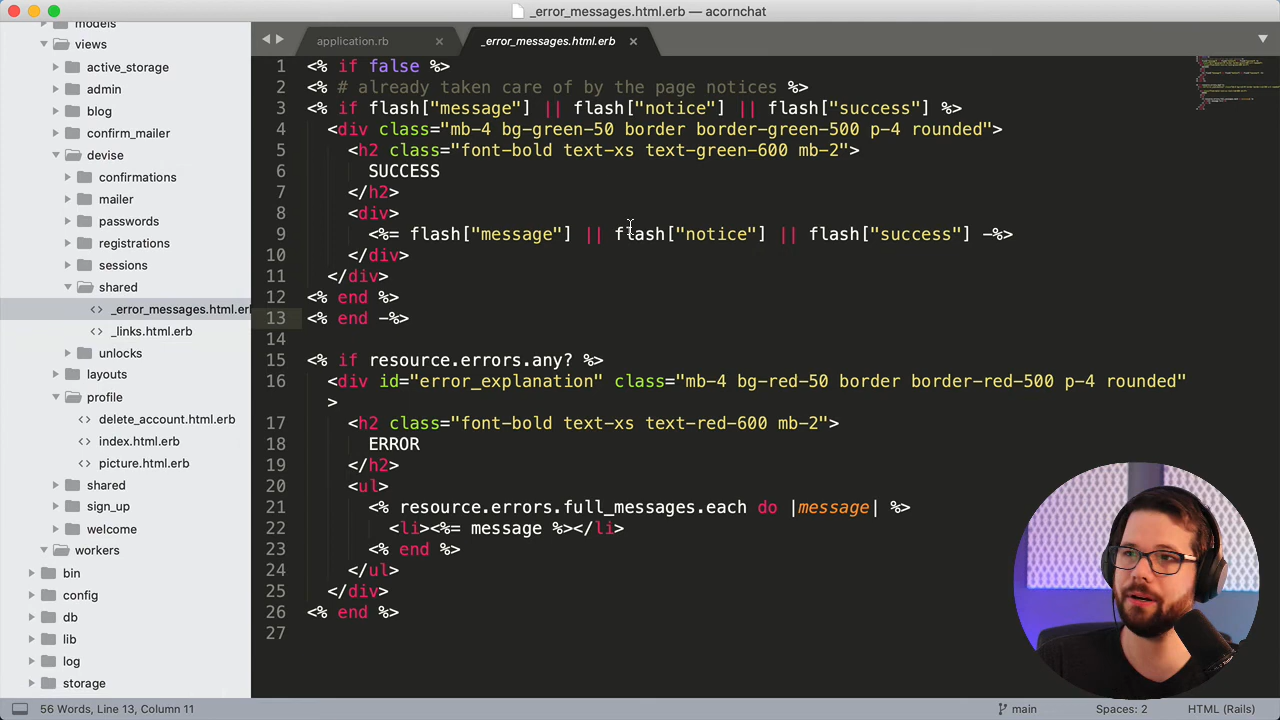 _error_messages.html.erb — acornchat
models
views
active_storage
admin
blog
confirm_mailer
devise
confirmations
mailer
passwords
registrations
sessions
shared
_error_messages.html.erb
_links.html.erb
unlocks
layouts
profile
delete_account.html.erb
index.html.erb
picture.html.erb
shared
sign_up
welcome
workers
bin
config
db
lib
log
storage
application.rb
_error_messages.html.erb
1 <% if false %>
2 <% # already taken care of by the page notices %>
3 <% if flash["message"] || flash["notice"] || flash["success"] %>
4 <div class="mb-4 bg-green-50 border border-green-500 p-4 rounded">
5 <h2 class="font-bold text-xs text-green-600 mb-2">
6 SUCCESS
7 </h2>
8 <div>
9 <%= flash["message"] || flash["notice"] || flash["success"] -%>
10 </div>
11 </div>
12 <% end %>
13 <% end -%>
14
15 <% if resource.errors.any? %>
16 <div id="error_explanation" class="mb-4 bg-red-50 border border-red-500 p-4 rounded"
>
17 <h2 class="font-bold text-xs text-red-600 mb-2">
18 ERROR
19 </h2>
20 <ul>
21 <% resource.errors.full_messages.each do |message| %>
22 <li><%= message %></li>
23 <% end %>
24 </ul>
25 </div>
26 <% end %>
27
56 Words, Line 13, Column 11
main
Spaces: 2
HTML (Rails)